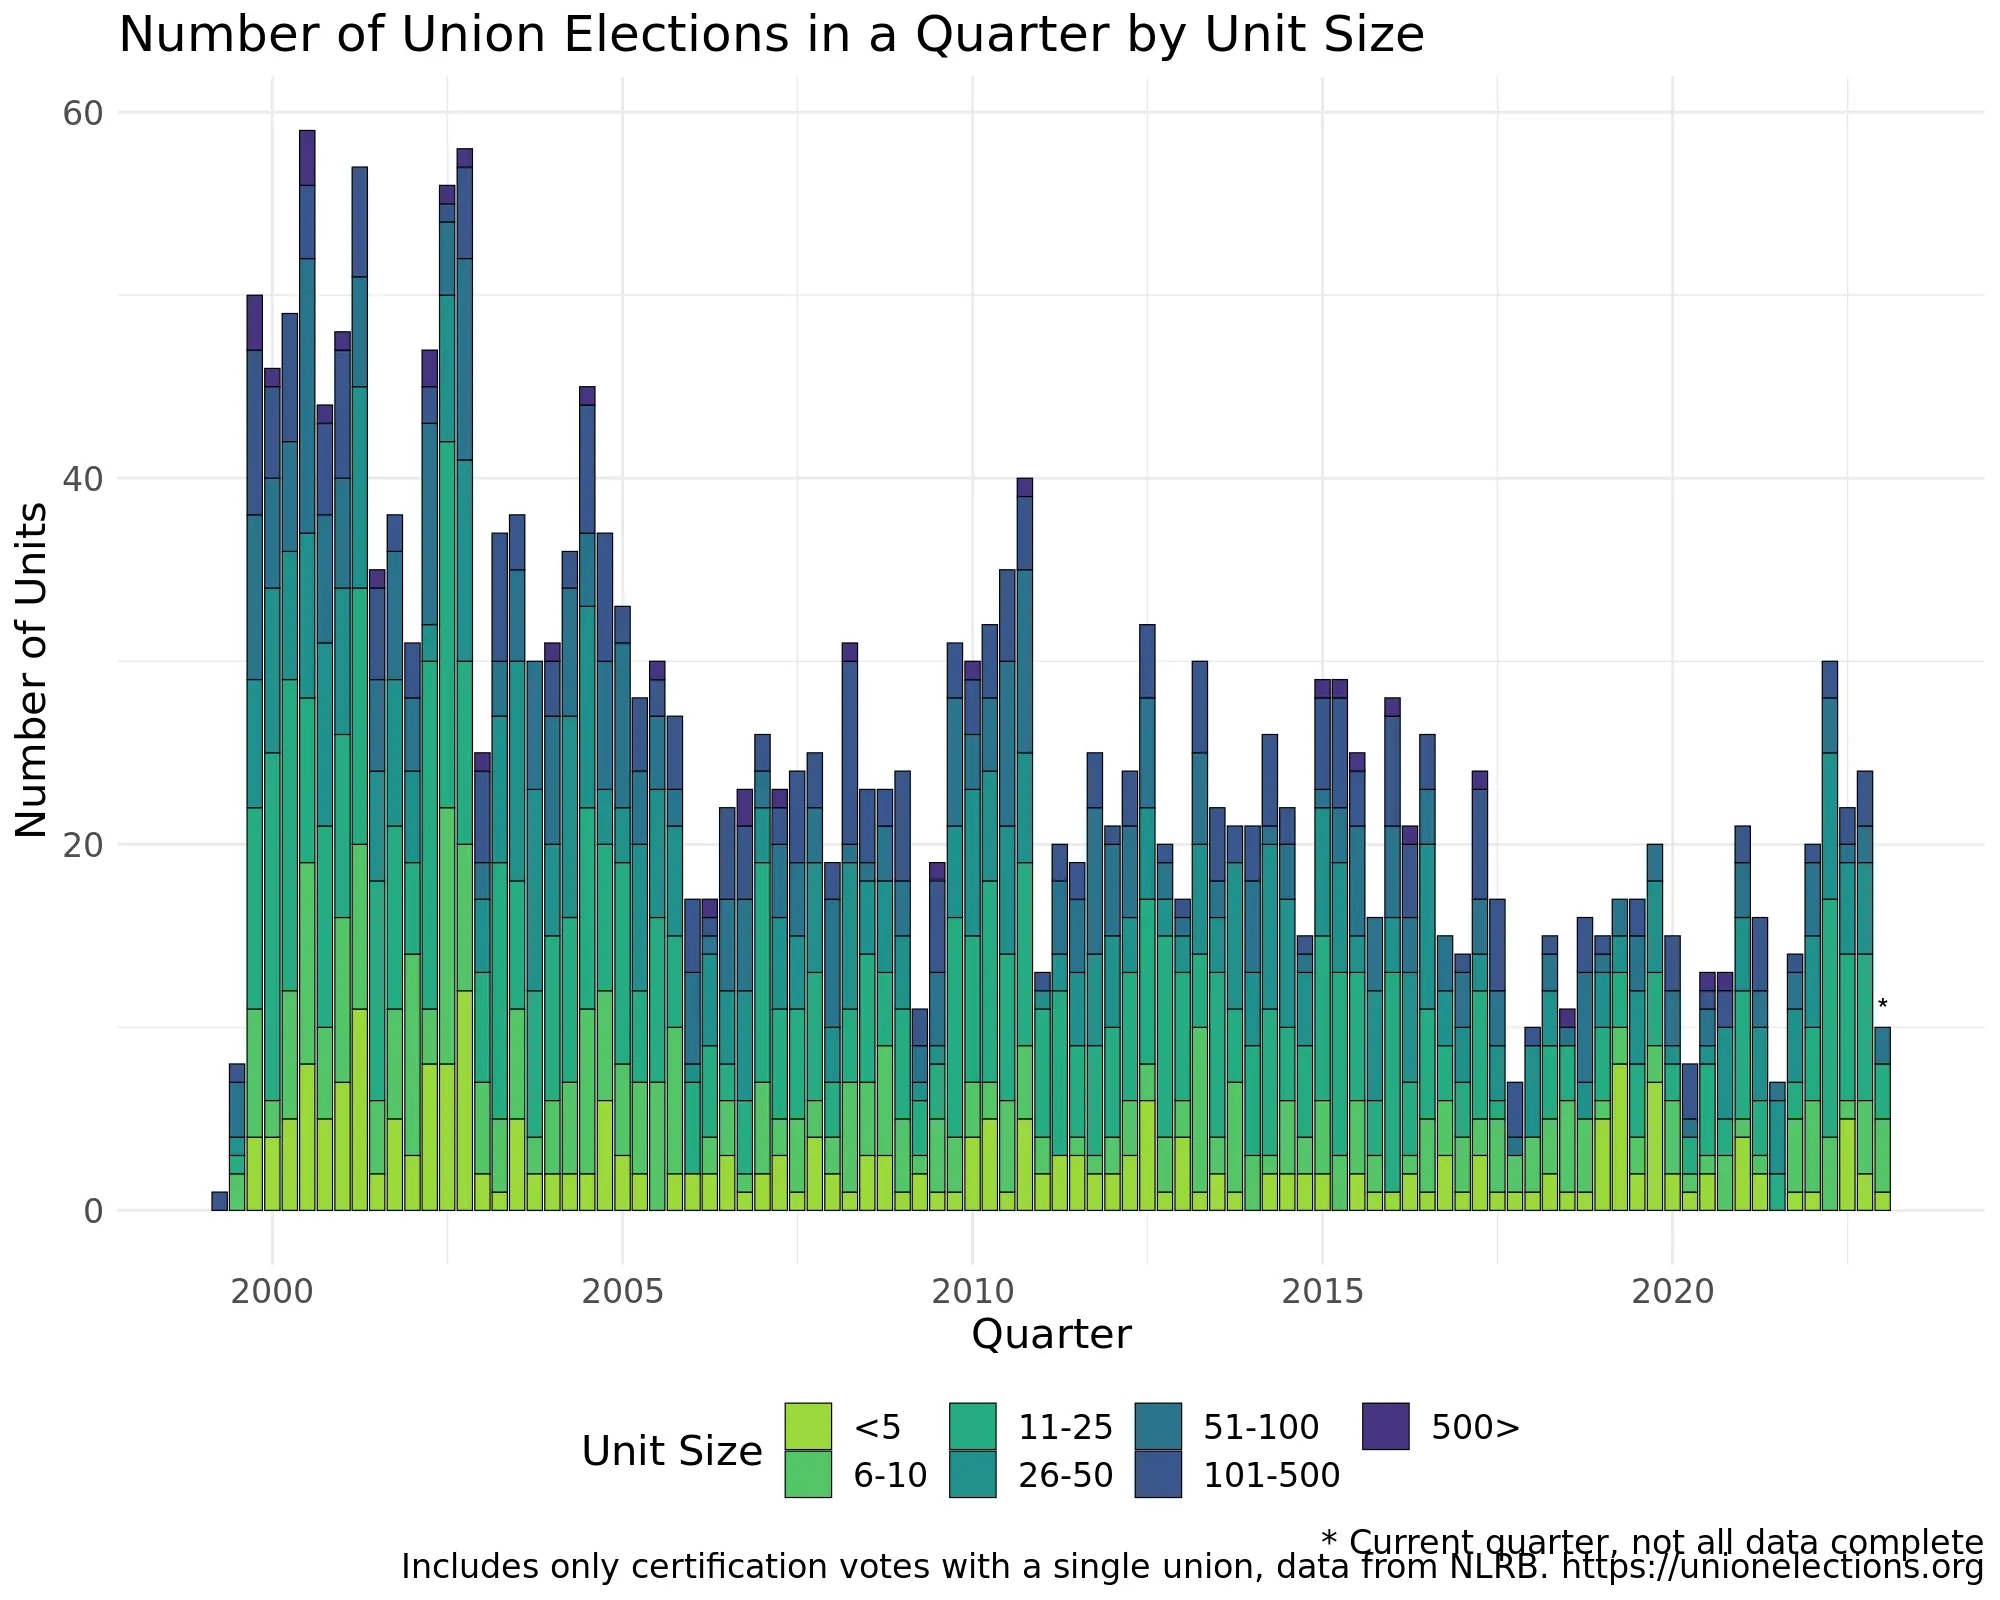 Number of Union Elections in a Quarter by Unit Size
60
40
20
0
Number of Units
*
2000 2005 2010 2015 2020
Quarter
Unit Size
<5 11-25 51-100 500>
6-10 26-50 101-500
* Current quarter, not all data complete
Includes only certification votes with a single union, data from NLRB. https://unionelections.org